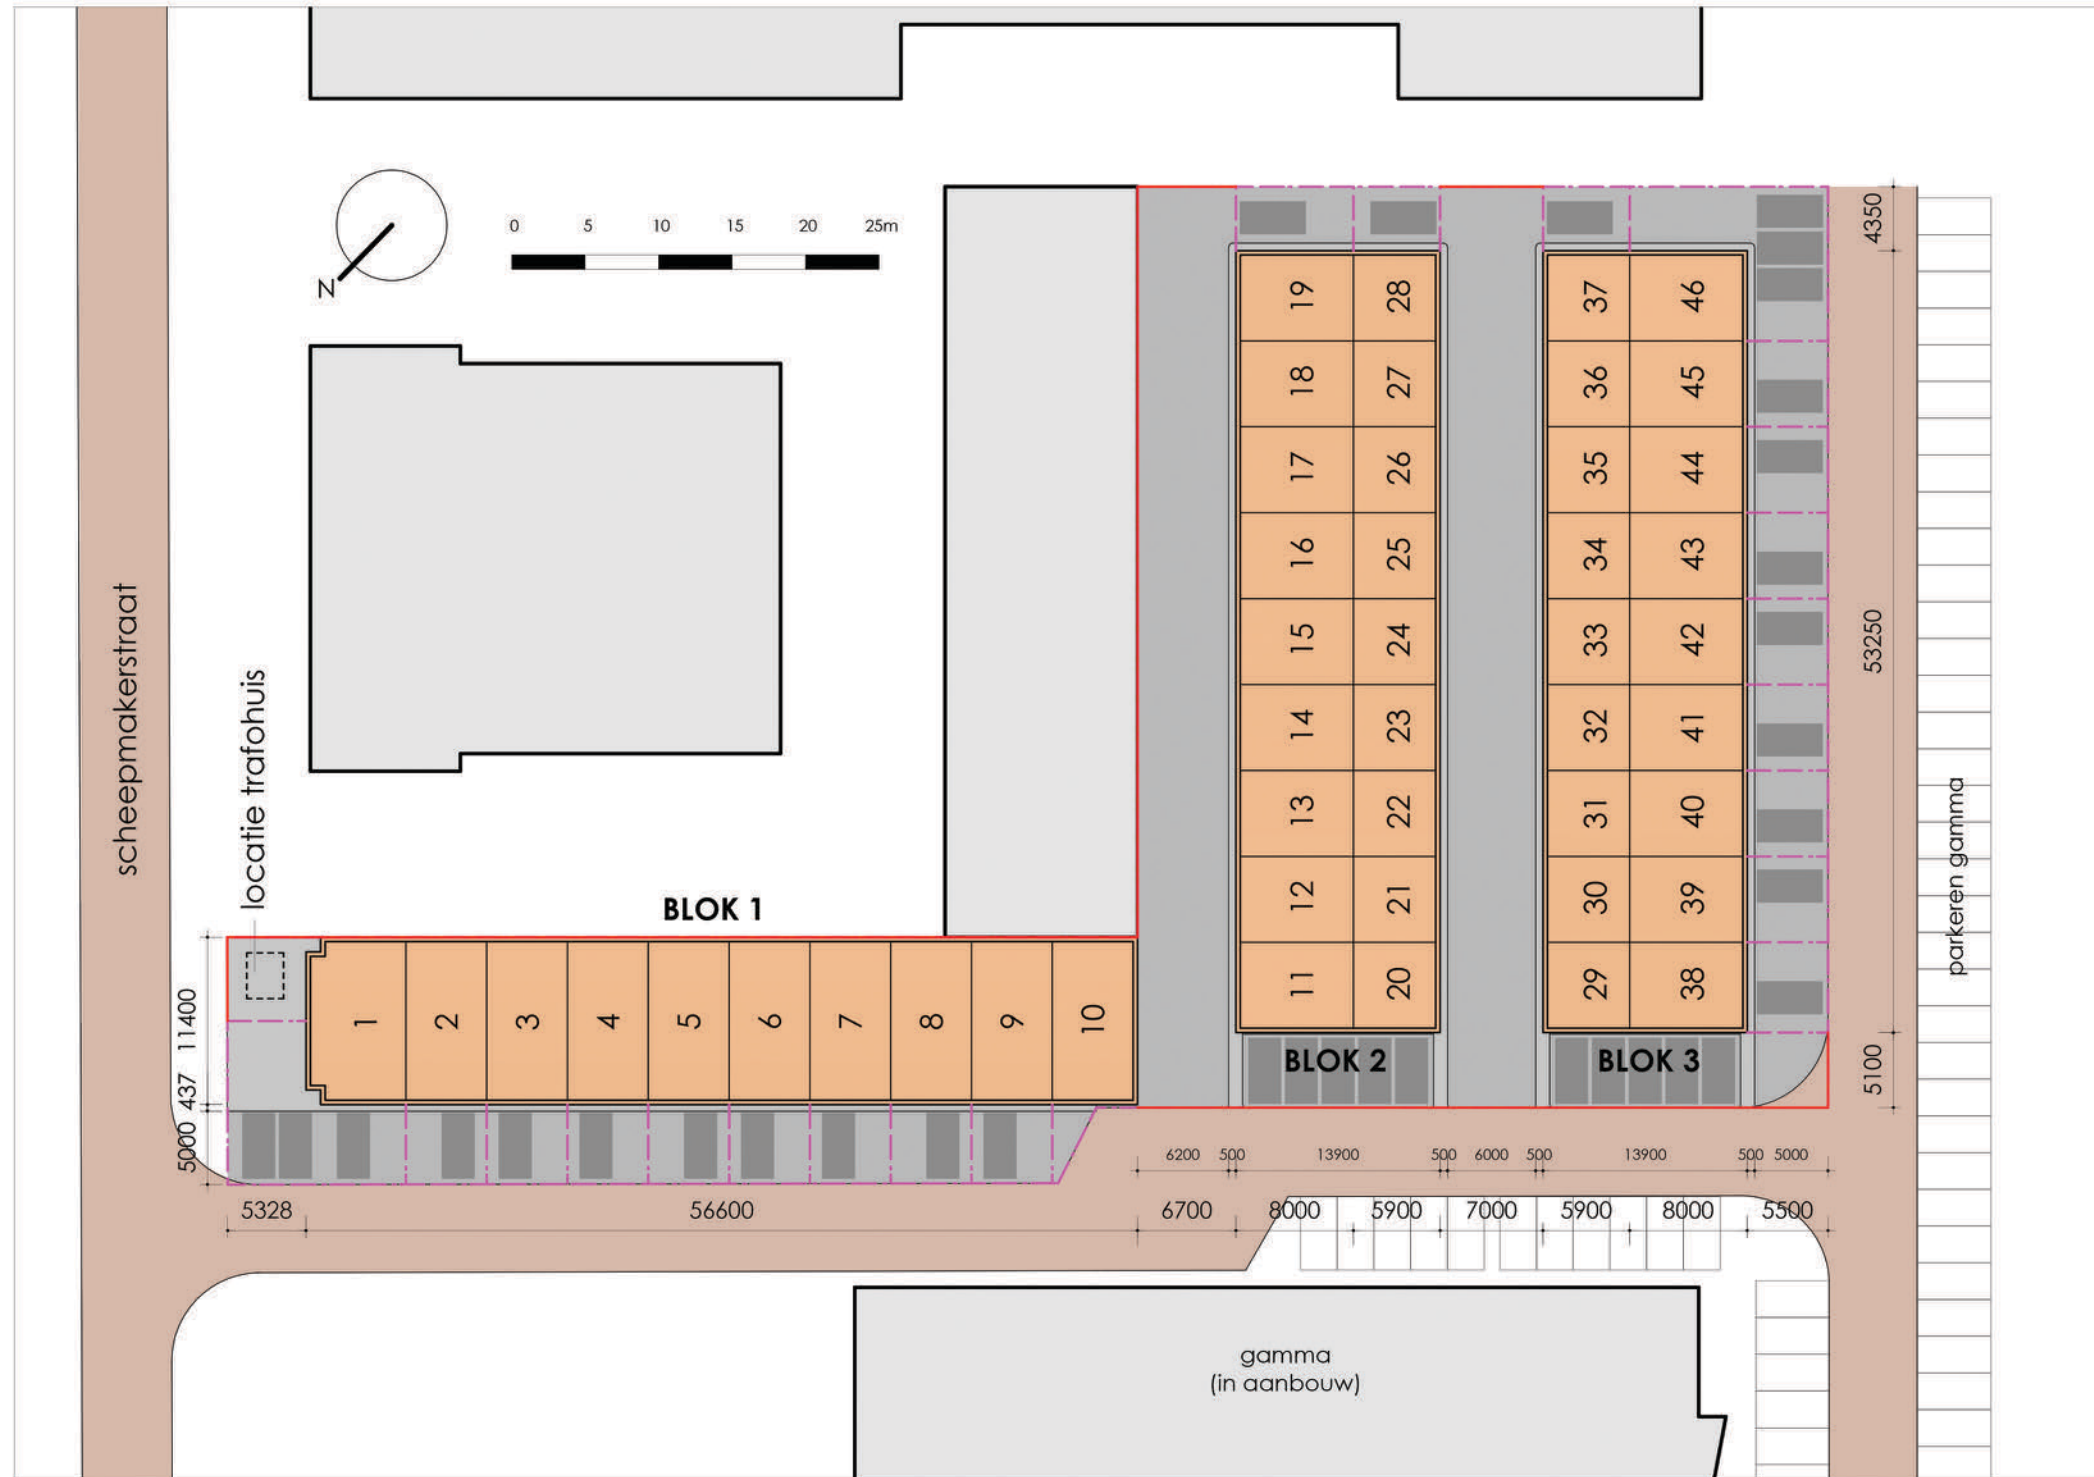 0 5 10 15 20 25m
N
scheepmakerstraat
locatie trafohuis
BLOK 1
1 2 3 4 5 6 7 8 9 10
19 28 37 46
18 27 36 45
17 26 35 44
16 25 34 43
15 24 33 42
14 23 32 41
13 22 31 40
12 21 30 39
11 20 29 38
BLOK 2
BLOK 3
4350
53250
5100
parkeren gamma
11400
437
5000
6200 500 13900 500 6000 500 13900 500 5000
5328 56600 6700 8000 5900 7000 5900 8000 5500
gamma
(in aanbouw)